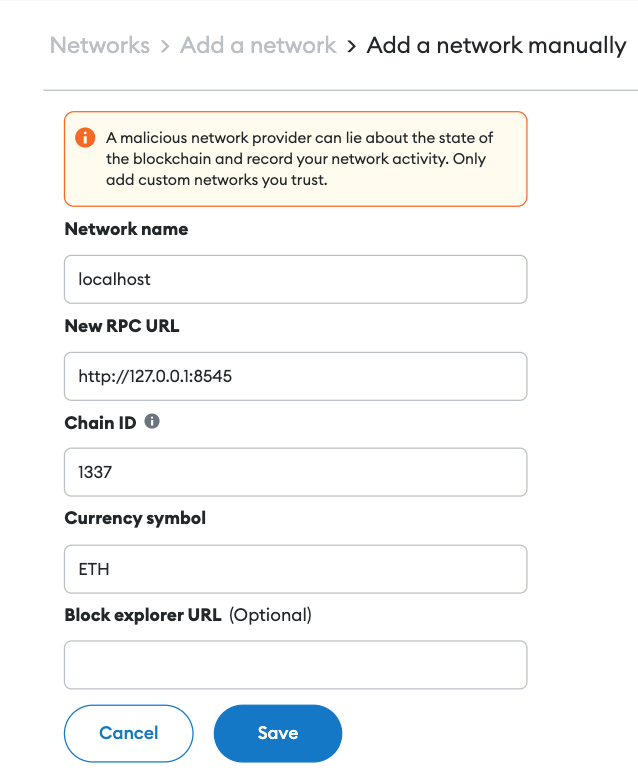 Networks > Add a network > Add a network manually
A malicious network provider can lie about the state of
the blockchain and record your network activity. Only
add custom networks you trust.
Network name
localhost
New RPC URL
http://127.0.0.1:8545
Chain ID
1337
Currency symbol
ETH
Block explorer URL (Optional)
Cancel Save